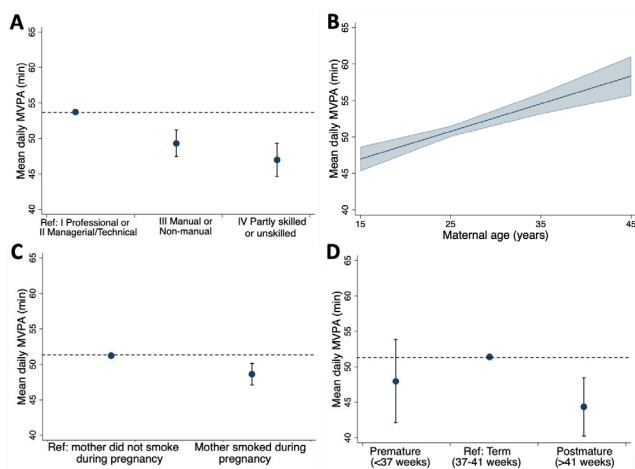 A
Mean daily MVPA (min)
65
60
55
50
45
40
Ref: I Professional or
II Managerial/Technical
III Manual or
Non-manual
IV Partly skilled
or unskilled
B
Mean daily MVPA (min)
65
60
55
50
45
40
15
25
35
45
Maternal age (years)
C
Mean daily MVPA (min)
65
60
55
50
45
40
Ref: mother did not smoke
during pregnancy
Mother smoked during
pregnancy
D
Mean daily MVPA (min)
65
60
55
50
45
40
Premature
(<37 weeks)
Ref: Term
(37-41 weeks)
Postmature
(>41 weeks)